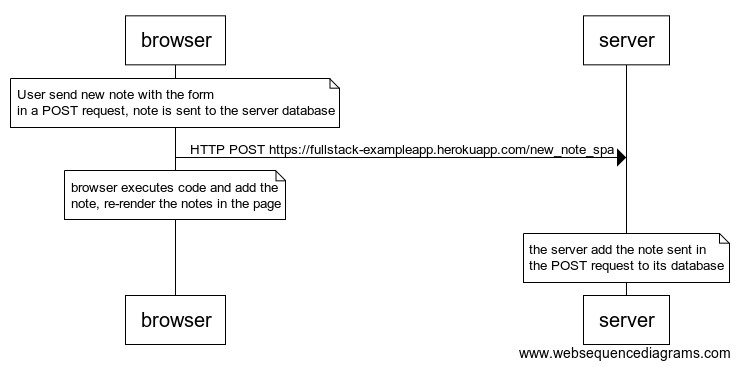 browser
server
User send new note with the form
in a POST request, note is sent to the server database
HTTP POST https://fullstack-exampleapp.herokuapp.com/new_note_spa
browser executes code and add the
note, re-render the notes in the page
the server add the note sent in
the POST request to its database
browser
server
www.websequencediagrams.com